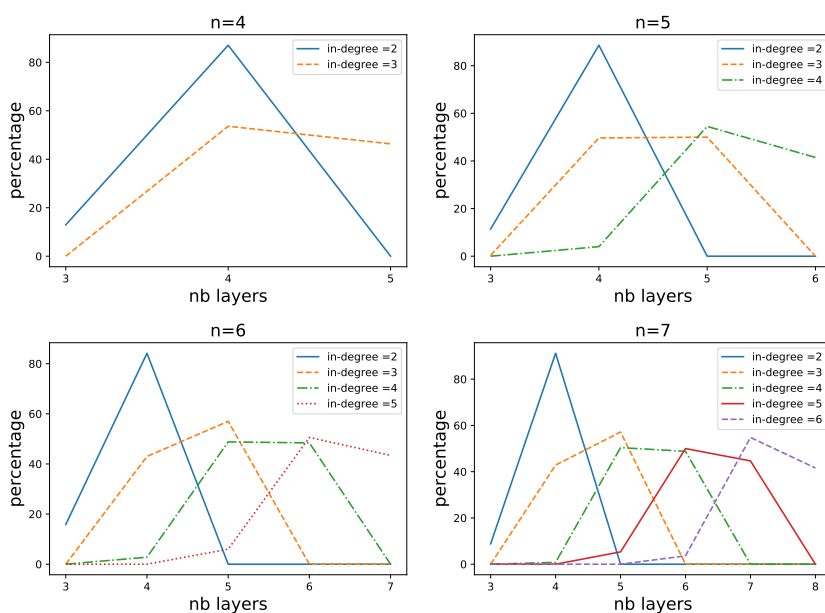 n=4
percentage
80
60
40
20
0
in-degree =2
in-degree =3
3 4 5
nb layers
n=5
percentage
80
60
40
20
0
in-degree =2
in-degree =3
in-degree =4
3 4 5 6
nb layers
n=6
percentage
80
60
40
20
0
in-degree =2
in-degree =3
in-degree =4
in-degree =5
3 4 5 6 7
nb layers
n=7
percentage
80
60
40
20
0
in-degree =2
in-degree =3
in-degree =4
in-degree =5
in-degree =6
3 4 5 6 7 8
nb layers